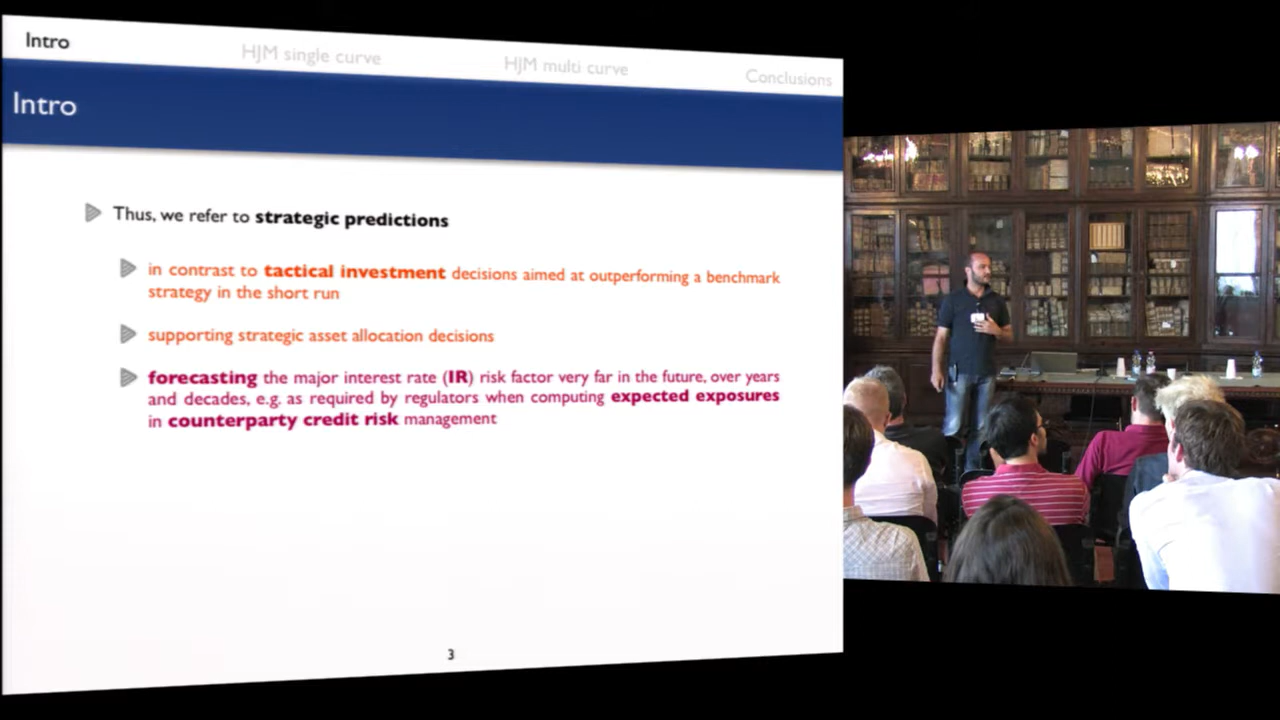 Intro
HJM single curve
HJM multi curve
Conclusions
Intro
Thus, we refer to strategic predictions
in contrast to tactical investment decisions aimed at outperforming a benchmark
strategy in the short run
supporting strategic asset allocation decisions
forecasting the major interest rate (IR) risk factor very far in the future, over years
and decades, e.g. as required by regulators when computing expected exposures
in counterparty credit risk management
3